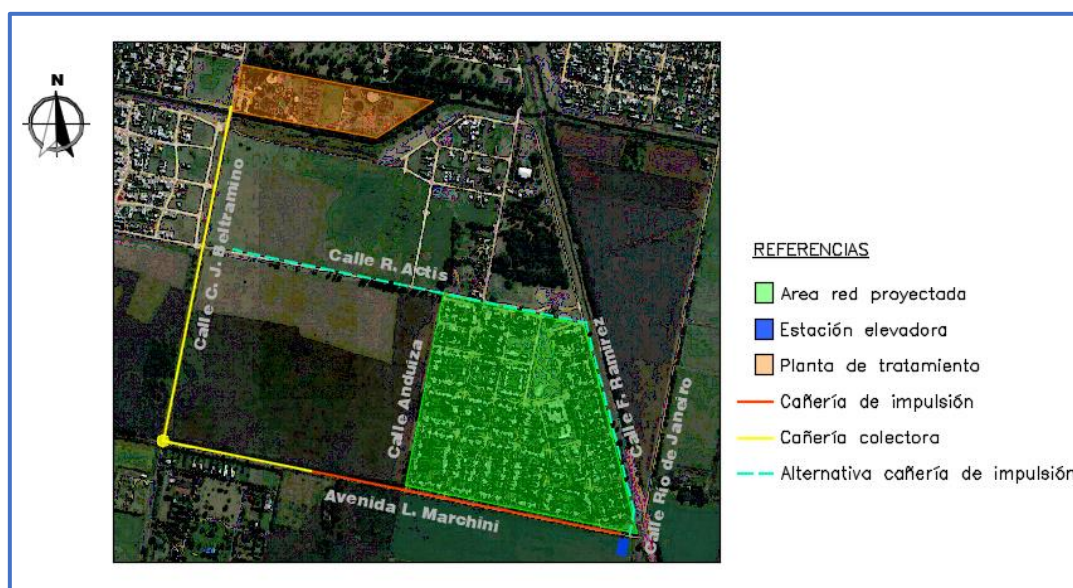 N
Calle C. J. Beltramino
Calle R. Actis
Calle Anduiza
Calle F. Ramirez
Calle Rio de Janeiro
Avenida L. Marchini
REFERENCIAS
Area red proyectada
Estación elevadora
Planta de tratamiento
Cañería de impulsión
Cañería colectora
Alternativa cañería de impulsión